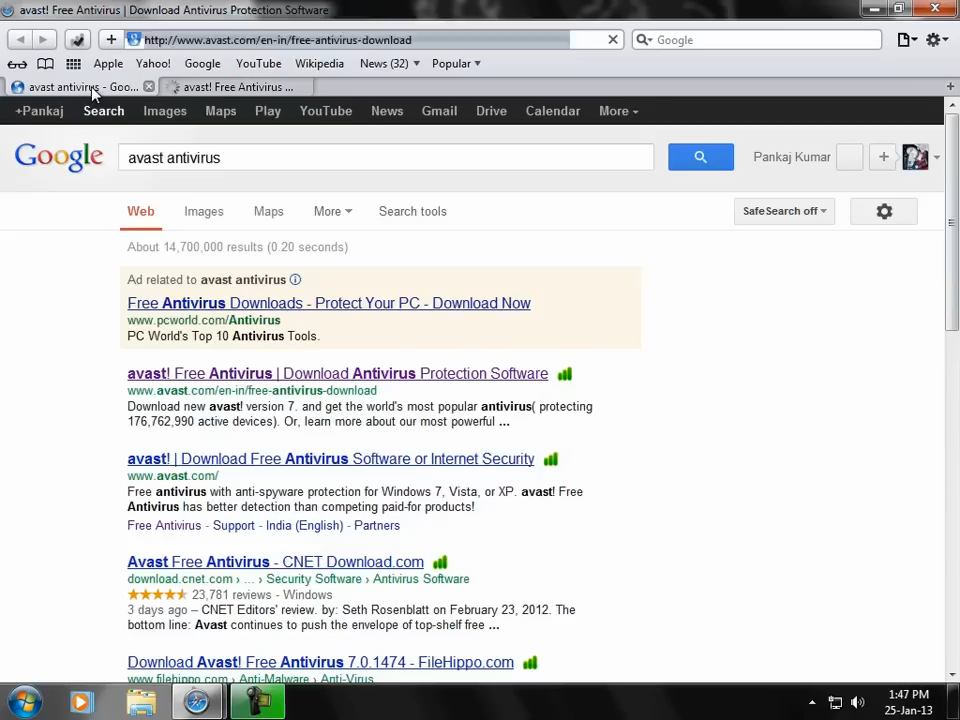 avast! Free Antivirus | Download Antivirus Protection Software
http://www.avast.com/en-in/free-antivirus-download
Google
Apple Yahoo! Google YouTube Wikipedia News (32) Popular
avast antivirus - Goo...
avast! Free Antivirus ...
+Pankaj Search Images Maps Play YouTube News Gmail Drive Calendar More
Google
avast antivirus
Pankaj Kumar
Web Images Maps More Search tools
SafeSearch off
About 14,700,000 results (0.20 seconds)
Ad related to avast antivirus
Free Antivirus Downloads - Protect Your PC - Download Now
www.pcworld.com/Antivirus
PC World's Top 10 Antivirus Tools.
avast! Free Antivirus | Download Antivirus Protection Software
www.avast.com/en-in/free-antivirus-download
Download new avast! version 7. and get the world's most popular antivirus( protecting
176,762,990 active devices). Or, learn more about our most powerful ...
avast! | Download Free Antivirus Software or Internet Security
www.avast.com/
Free antivirus with anti-spyware protection for Windows 7, Vista, or XP. avast! Free
Antivirus has better detection than competing paid-for products!
Free Antivirus - Support - India (English) - Partners
Avast Free Antivirus - CNET Download.com
download.cnet.com › ... › Security Software › Antivirus Software
23,781 reviews - Windows
3 days ago – CNET Editors' review. by: Seth Rosenblatt on February 23, 2012. The
bottom line: Avast continues to push the envelope of top-shelf free ...
Download Avast! Free Antivirus 7.0.1474 - FileHippo.com
www.filehippo.com › Anti-Malware › Anti-Virus
1:47 PM
25-Jan-13